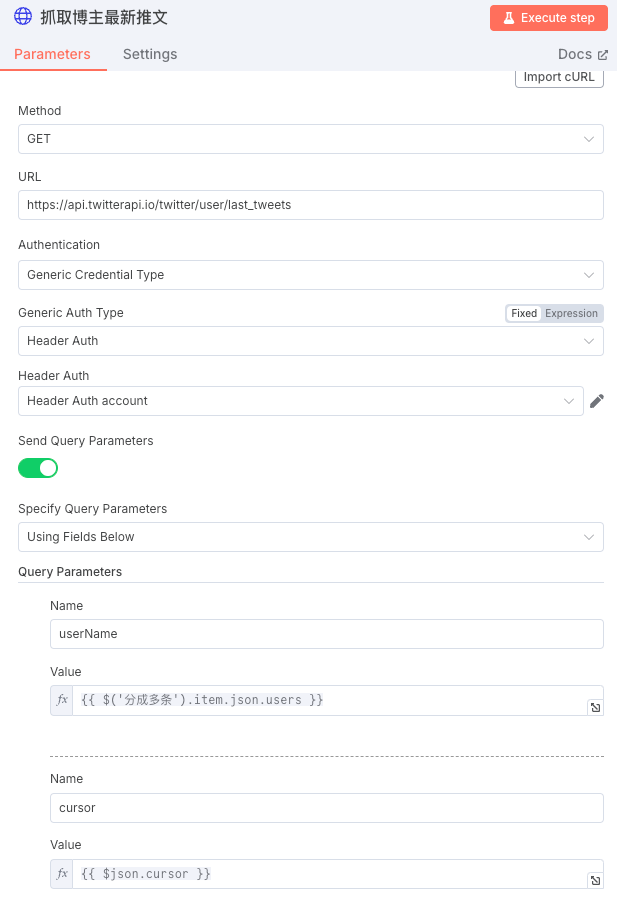 抓取博主最新推文
Execute step
Parameters
Settings
Docs
Import cURL
Method
GET
URL
https://api.twitterapi.io/twitter/user/last_tweets
Authentication
Generic Credential Type
Generic Auth Type
Fixed
Expression
Header Auth
Header Auth
Header Auth account
Send Query Parameters
Specify Query Parameters
Using Fields Below
Query Parameters
Name
userName
Value
fx
{{ $('分成多条').item.json.users }}
Name
cursor
Value
fx
{{ $json.cursor }}